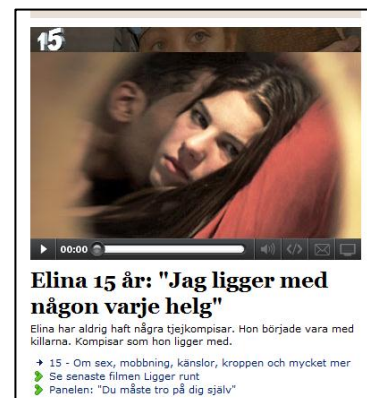 15
00:00
Elina 15 år: "Jag ligger med
någon varje helg"
Elina har aldrig haft några tjejkompisar. Hon började vara med
killarna. Kompisar som hon ligger med.
15 - Om sex, mobbning, känslor, kroppen och mycket mer
Se senaste filmen Ligger runt
Panelen: "Du måste tro på dig själv"